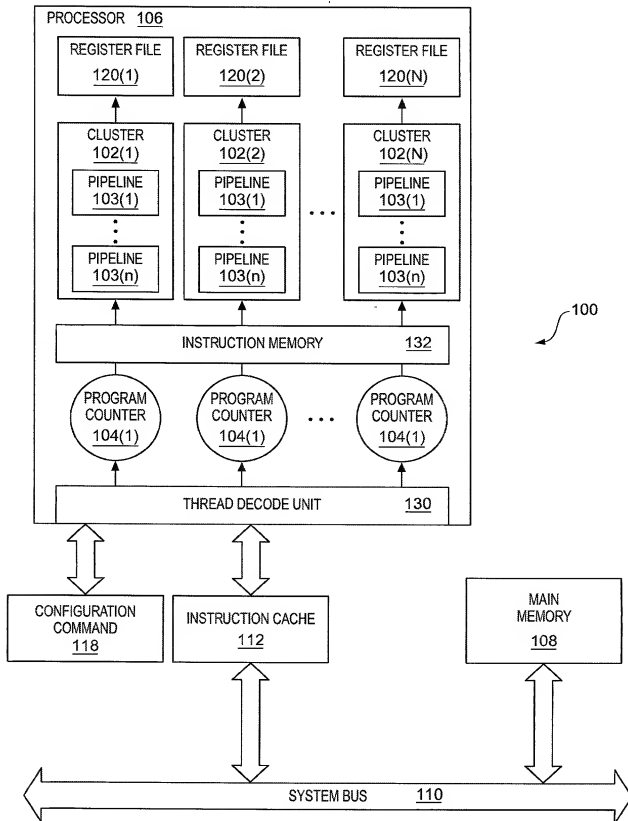 PROCESSOR 106
REGISTER FILE
120(1)
REGISTER FILE
120(2)
REGISTER FILE
120(N)
CLUSTER
102(1)
PIPELINE
103(1)
PIPELINE
103(n)
CLUSTER
102(2)
PIPELINE
103(1)
PIPELINE
103(n)
CLUSTER
102(N)
PIPELINE
103(1)
PIPELINE
103(n)
100
INSTRUCTION MEMORY 132
PROGRAM
COUNTER
104(1)
PROGRAM
COUNTER
104(1)
PROGRAM
COUNTER
104(1)
THREAD DECODE UNIT 130
CONFIGURATION
COMMAND
118
INSTRUCTION CACHE
112
MAIN
MEMORY
108
SYSTEM BUS 110